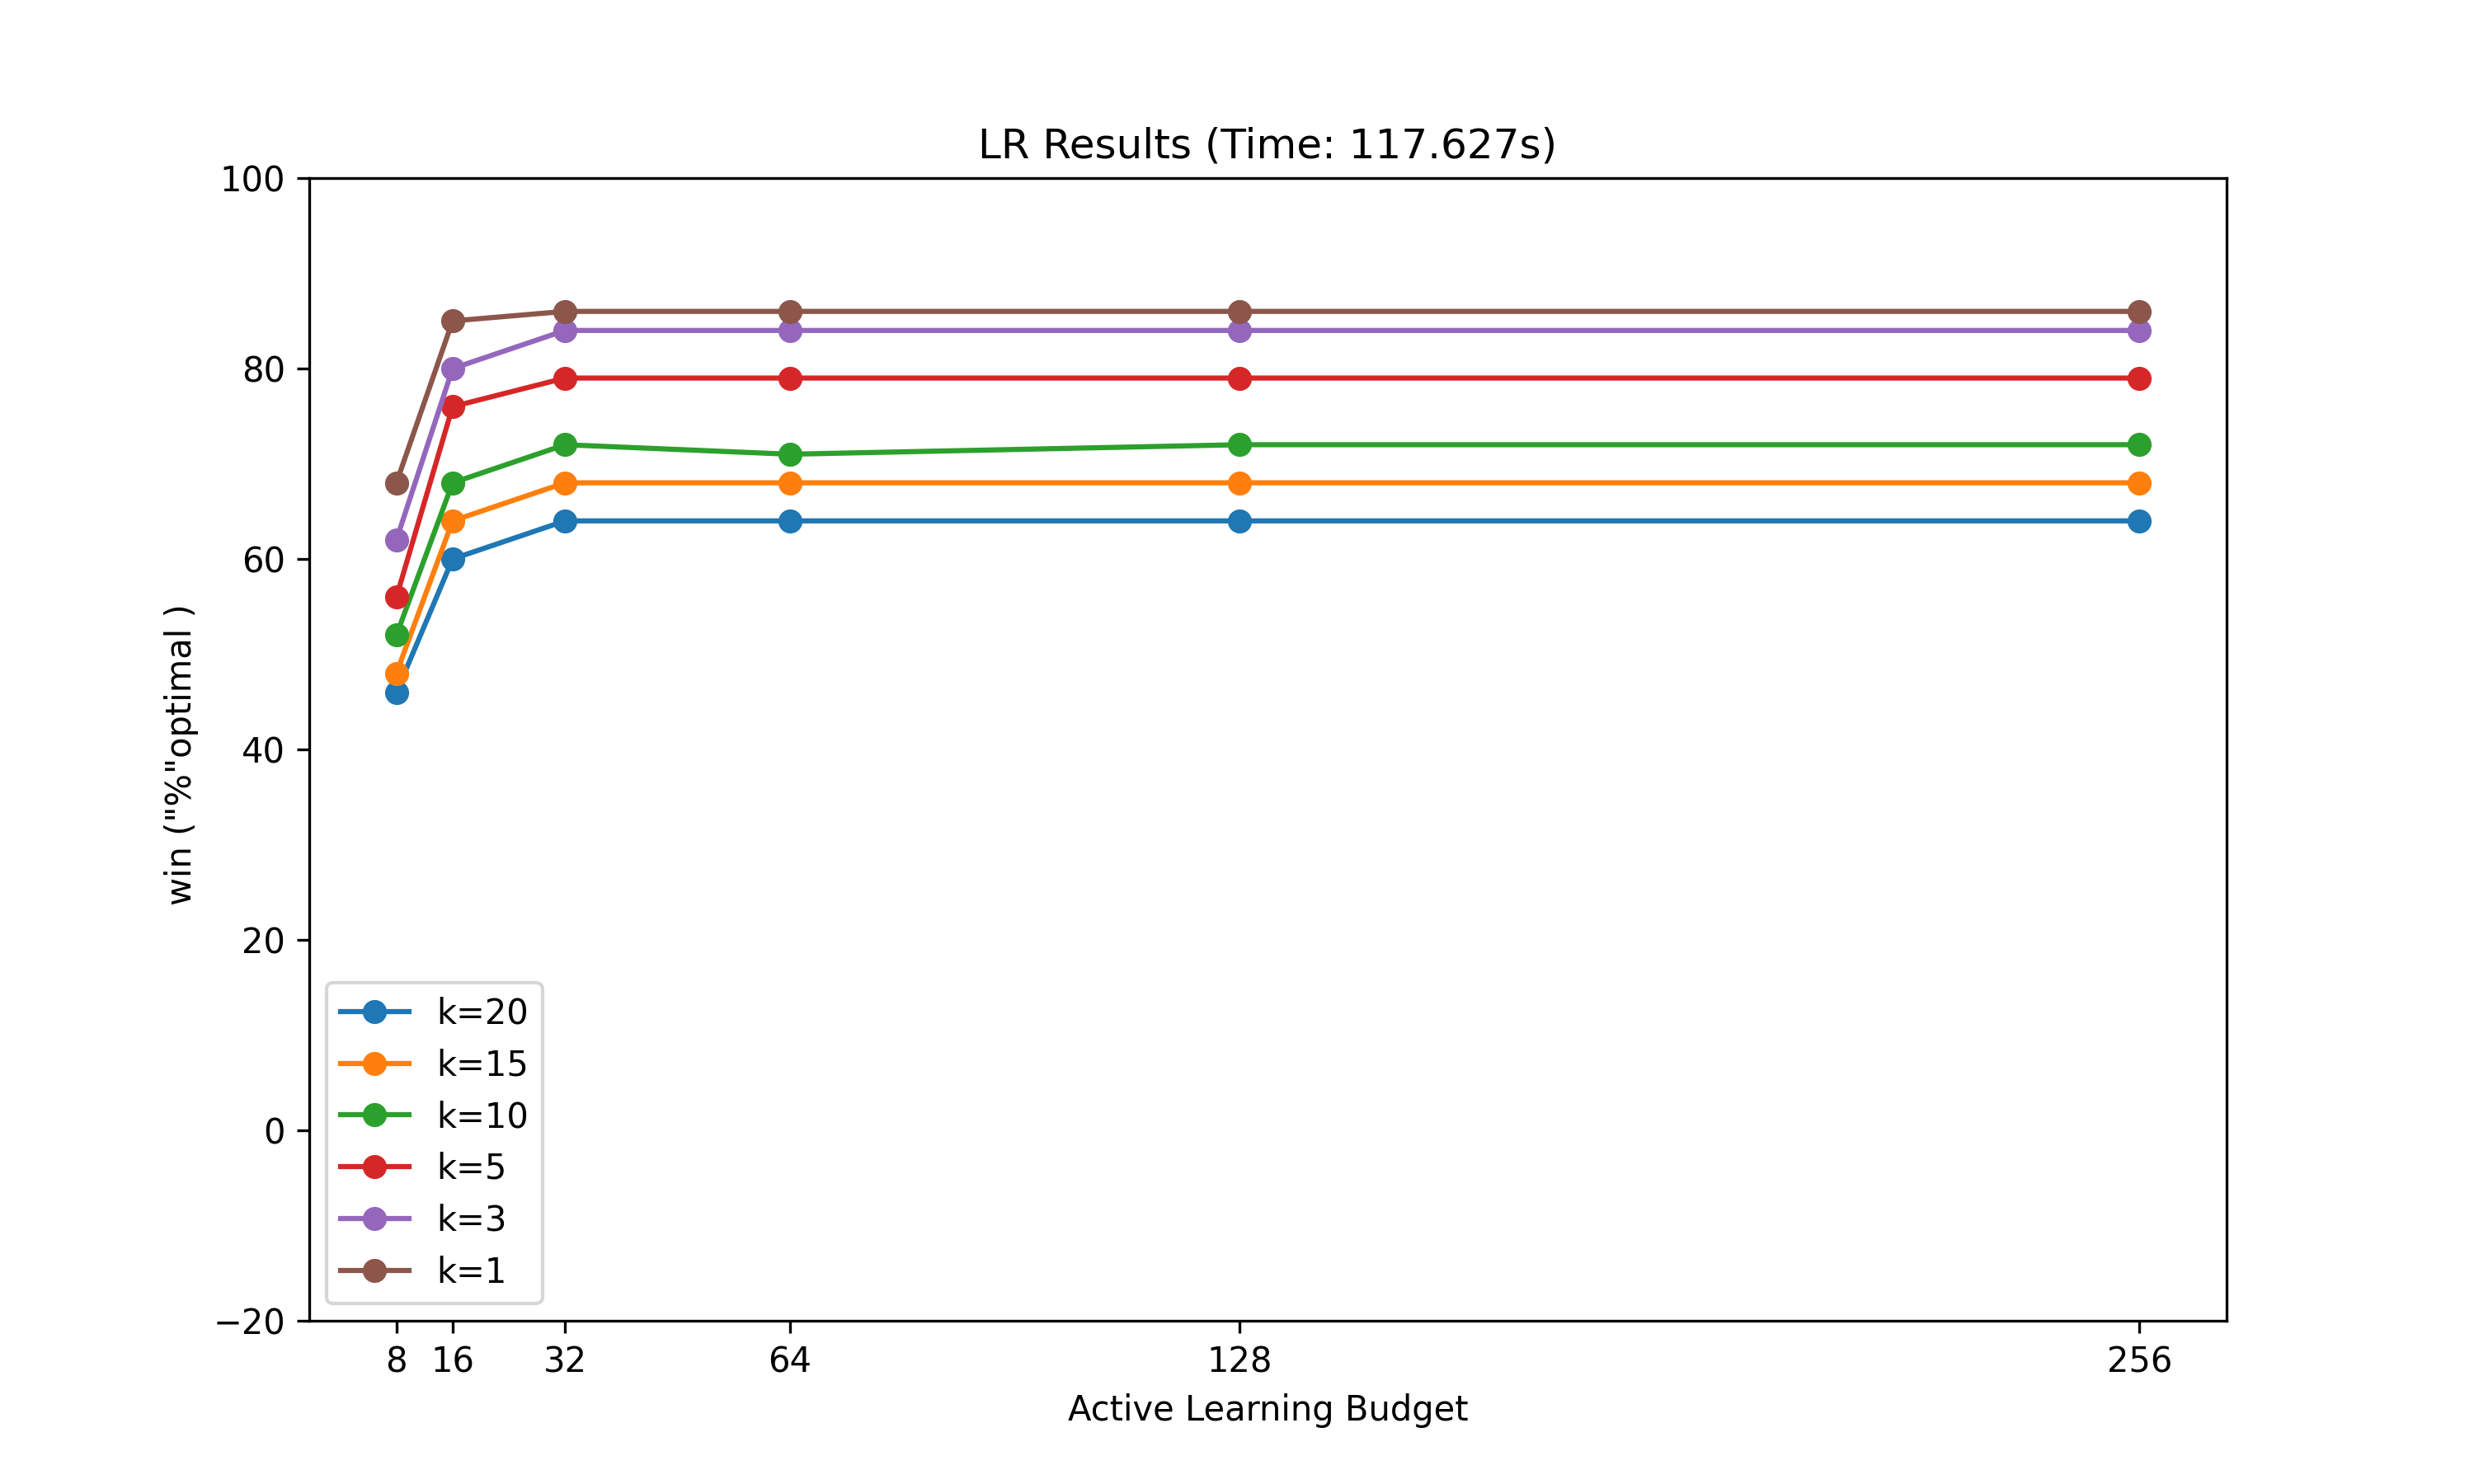 LR Results (Time: 117.627s)
100
80
60
40
20
0
−20
win ("%"optimal )
k=20
k=15
k=10
k=5
k=3
k=1
8 16 32 64 128 256
Active Learning Budget